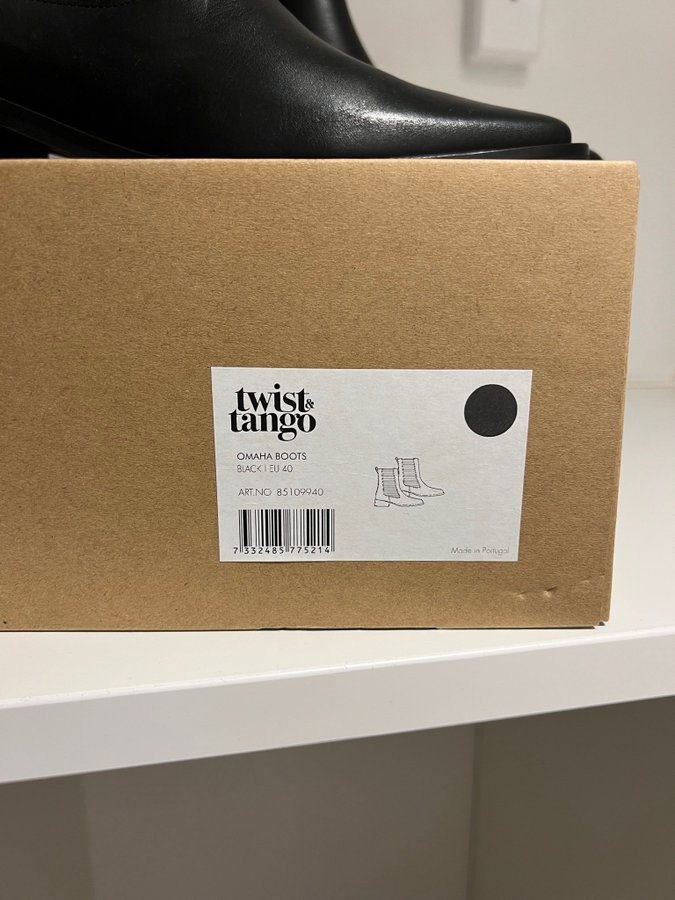 twist&
tango
OMAHA BOOTS
BLACK | EU 40
ART.NO 85109940
7 332485 775214
Made in Portugal